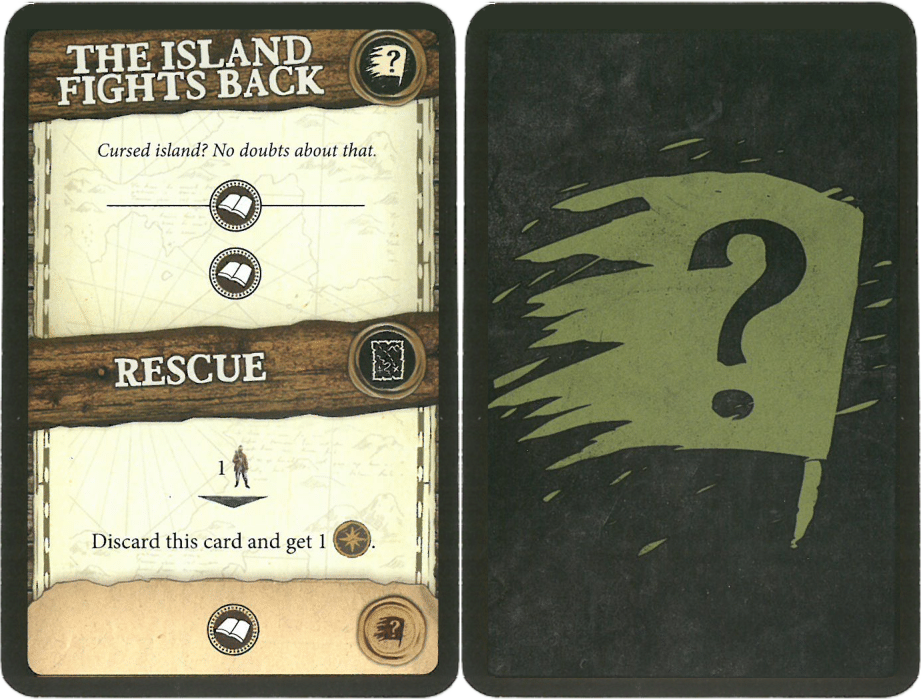 THE ISLAND
FIGHTS BACK
?
Cursed island? No doubts about that.
RESCUE
1
Discard this card and get 1 .
?
?